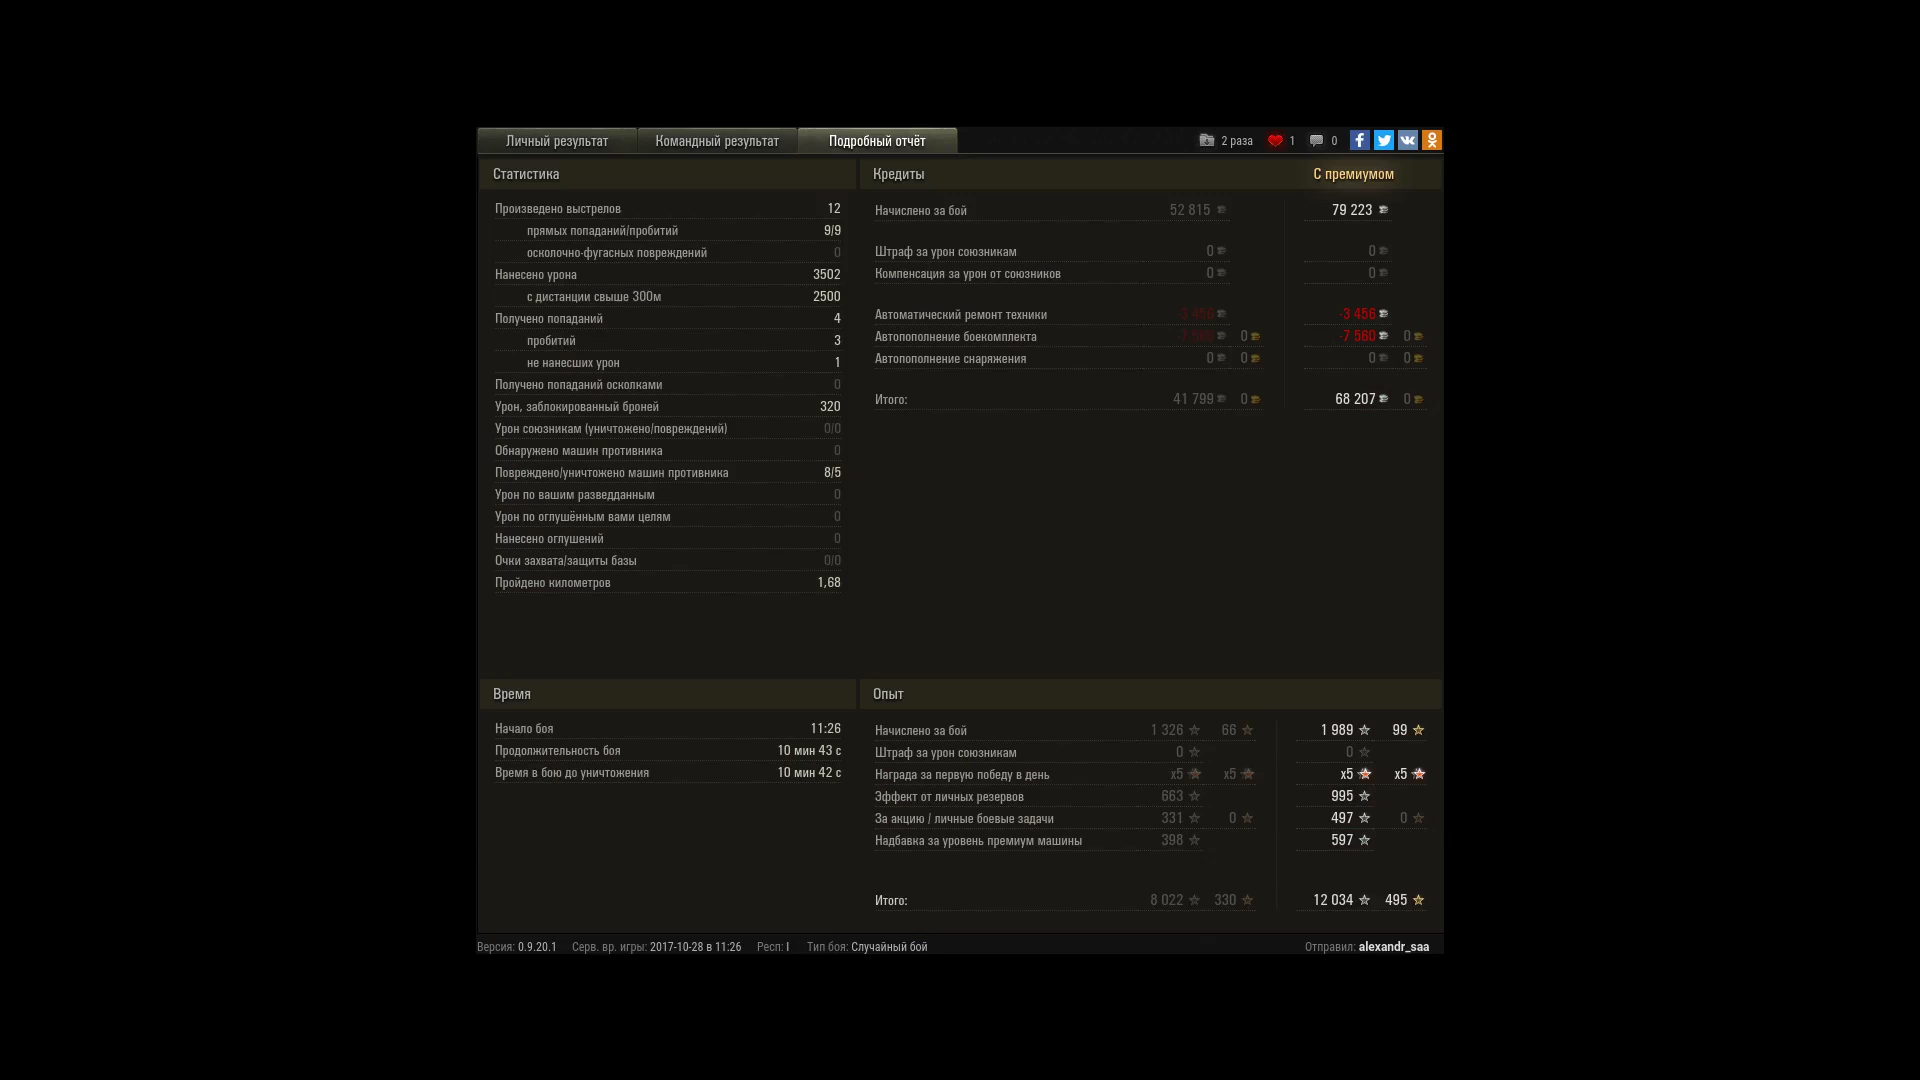 Личный результат Командный результат Подробный отчёт 2 раза 1 0
Статистика
Произведено выстрелов 12
прямых попаданий/пробитий 9/9
осколочно-фугасных повреждений 0
Нанесено урона 3502
с дистанции свыше 300м 2500
Получено попаданий 4
пробитий 3
не нанесших урон 1
Получено попаданий осколками 0
Урон, заблокированный броней 320
Урон союзникам (уничтожено/повреждений) 0/0
Обнаружено машин противника 0
Повреждено/уничтожено машин противника 8/5
Урон по вашим разведданным 0
Урон по оглушённым вами целям 0
Нанесено оглушений 0
Очки захвата/защиты базы 0/0
Пройдено километров 1,68
Кредиты С премиумом
Начислено за бой 52 815 79 223
Штраф за урон союзникам 0 0
Компенсация за урон от союзников 0 0
Автоматический ремонт техники -3 456 -3 456
Автопополнение боекомплекта -7 560 0 -7 560 0
Автопополнение снаряжения 0 0 0 0
Итого: 41 799 0 68 207 0
Время
Начало боя 11:26
Продолжительность боя 10 мин 43 с
Время в бою до уничтожения 10 мин 42 с
Опыт
Начислено за бой 1 326 66 1 989 99
Штраф за урон союзникам 0 0
Награда за первую победу в день x5 x5 x5 x5
Эффект от личных резервов 663 995
За акцию / личные боевые задачи 331 0 497 0
Надбавка за уровень премиум машины 398 597
Итого: 8 022 330 12 034 495
Версия: 0.9.20.1 Серв. вр. игры: 2017-10-28 в 11:26 Респ: I Тип боя: Случайный бой Отправил: alexandr_saa